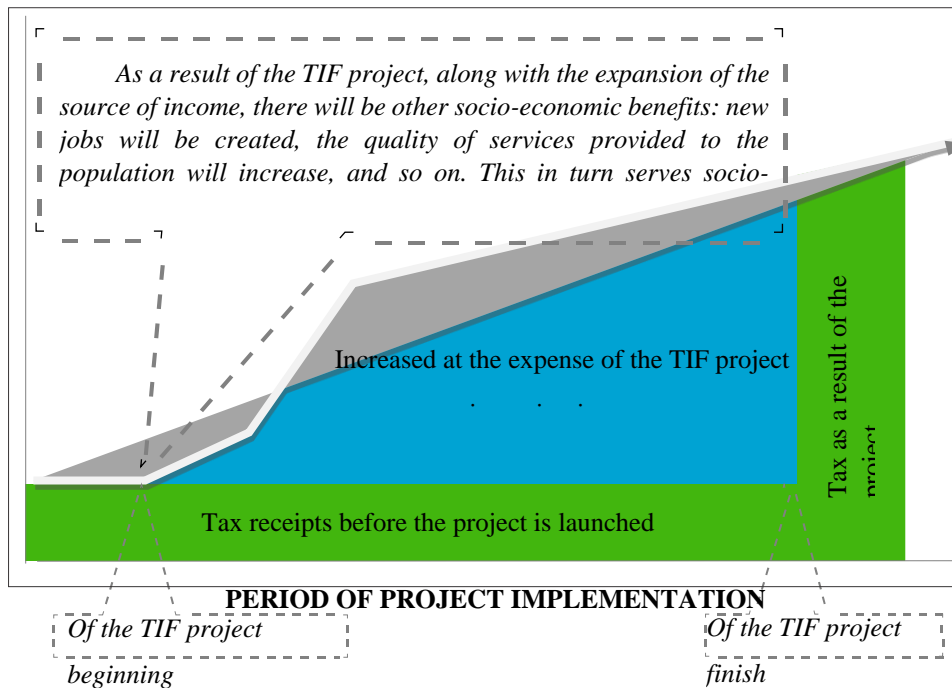 As a result of the TIF project, along with the expansion of the
source of income, there will be other socio-economic benefits: new
jobs will be created, the quality of services provided to the
population will increase, and so on. This in turn serves socio-
Increased at the expense of the TIF project
. . .
Tax as a result of the
project
Tax receipts before the project is launched
PERIOD OF PROJECT IMPLEMENTATION
Of the TIF project
beginning
Of the TIF project
finish